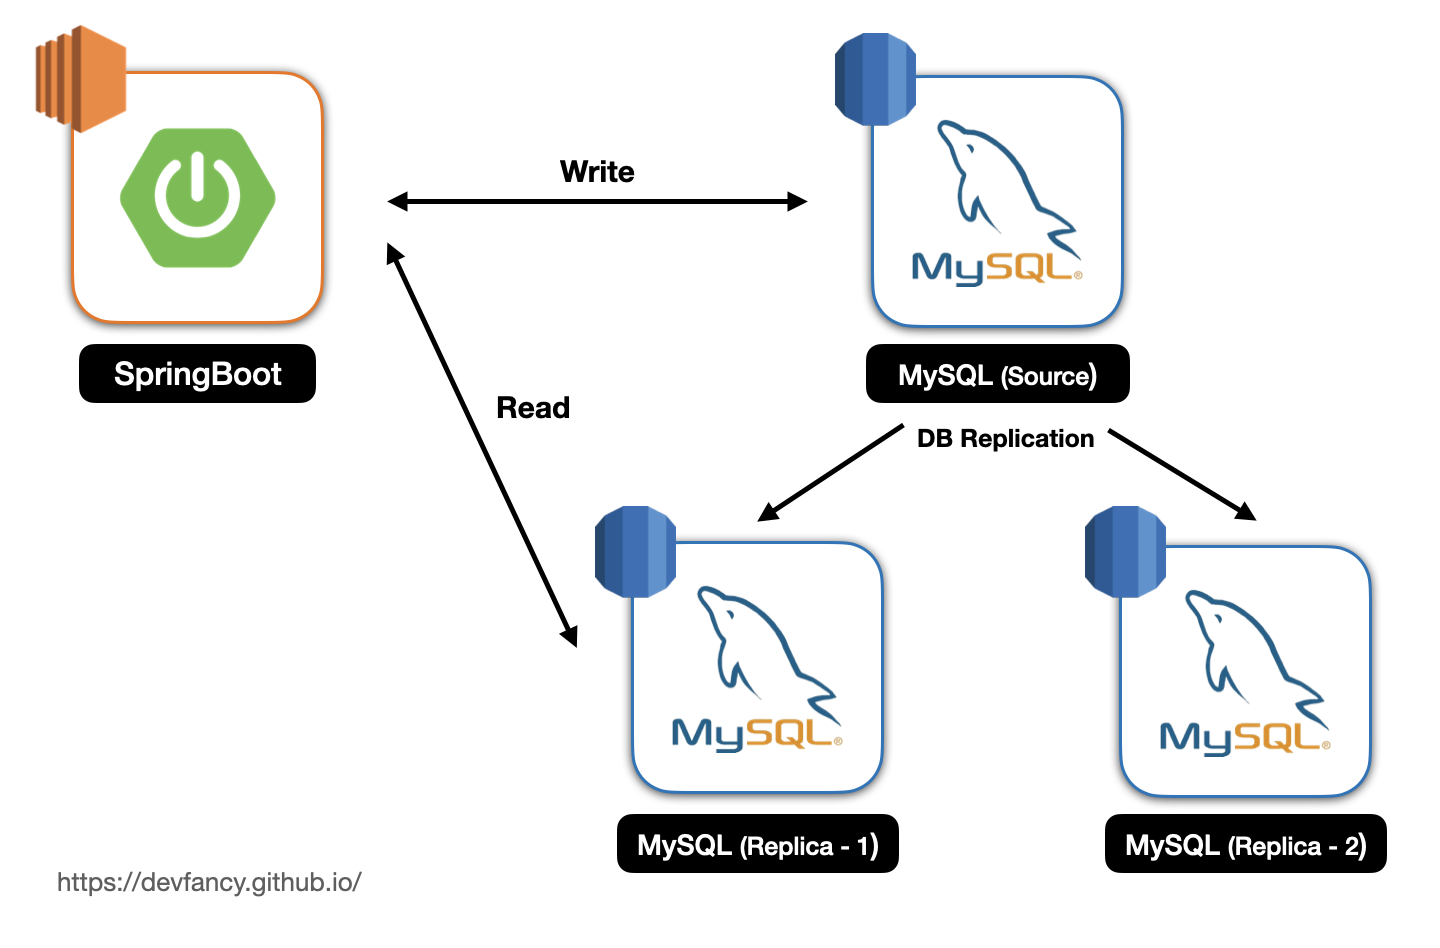 Write
MySQL®
SpringBoot
MySQL (Source)
Read
DB Replication
MySQL®
MySQL®
MySQL (Replica - 1)
MySQL (Replica - 2)
https://devfancy.github.io/